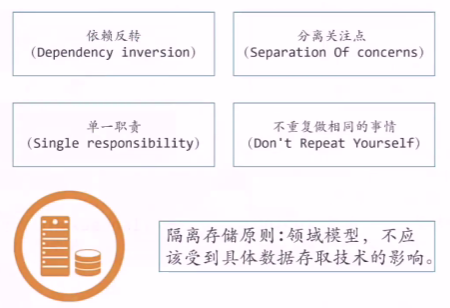 依赖反转
(Dependency inversion)
分离关注点
(Separation Of concerns)
单一职责
(Single responsibility)
不重复做相同的事情
(Don't Repeat Yourself)
隔离存储原则:领域模型，不应
该受到具体数据存取技术的影响。